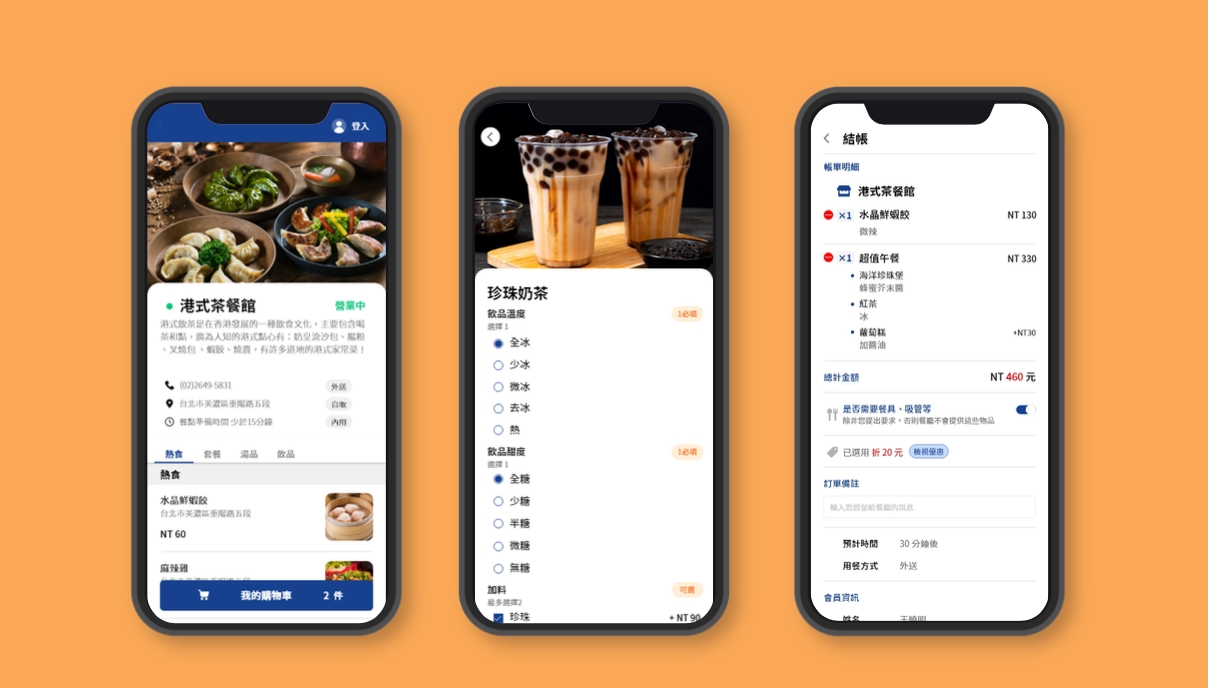 登入
港式茶餐館
營業中
港式飲茶是在香港發展的一種飲食文化，主要包含喝
茶和點，廣為人知的港式點心有：奶皇流沙包、腸粉
、叉燒包 、蝦餃、燒賣，有許多道地的港式家常菜！
(02)2649-5831
外送
台北市美濃區重陽路五段
自取
餐點準備時間 少於15分鐘
內用
熱食
套餐
湯品
飲品
熱食
水晶鮮蝦餃
台北市美濃區重陽路五段
NT 60
麻辣雞
我的購物車
2 件
珍珠奶茶
飲品溫度
1必填
選擇 1
全冰
少冰
微冰
去冰
熱
飲品甜度
1必填
選擇 1
全糖
少糖
半糖
微糖
無糖
加料
可選
最多選擇2
珍珠
+ NT 90
結帳
帳單明細
港式茶餐館
×1 水晶鮮蝦餃
NT 130
微辣
×1 超值午餐
NT 330
• 海洋珍珠堡
蜂蜜芥末醬
• 紅茶
冰
• 蘿蔔糕
+NT30
加醬油
總計金額
NT 460 元
是否需要餐具、吸管等
除非您提出要求，否則餐廳不會提供這些物品
已選用 折 20 元
檢視優惠
訂單備註
輸入您想留給餐廳的訊息
預計時間
30 分鐘後
用餐方式
外送
會員資訊
姓名
王曉明